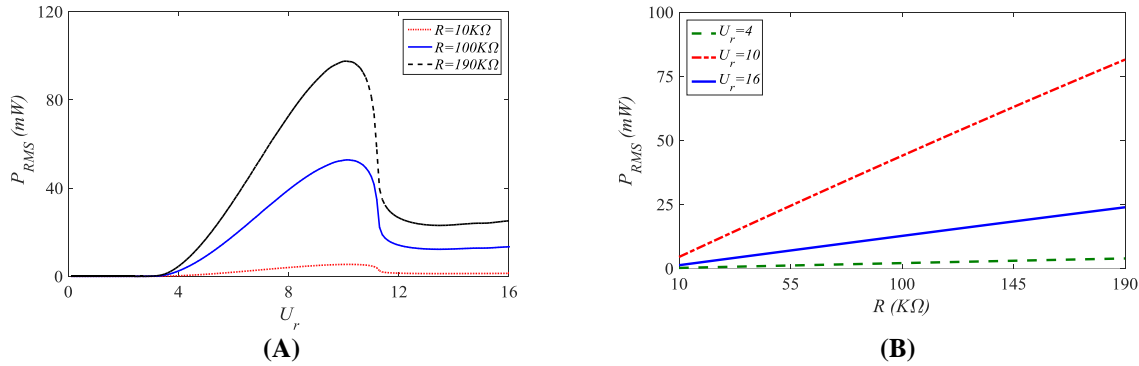 120
80
40
0
P_RMS (mW)
0 4 8 12 16
U_r
R=10KΩ
R=100KΩ
R=190KΩ
(A)
100
75
50
25
0
P_RMS (mW)
10 55 100 145 190
R (KΩ)
U_r=4
U_r=10
U_r=16
(B)